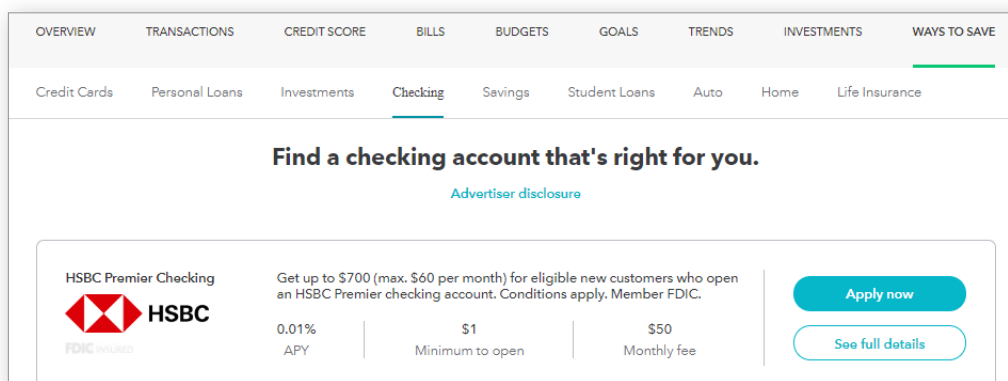 OVERVIEW TRANSACTIONS CREDIT SCORE BILLS BUDGETS GOALS TRENDS INVESTMENTS WAYS TO SAVE
Credit Cards Personal Loans Investments Checking Savings Student Loans Auto Home Life Insurance
Find a checking account that's right for you.
Advertiser disclosure
HSBC Premier Checking
HSBC
FDIC INSURED
Get up to $700 (max. $60 per month) for eligible new customers who open
an HSBC Premier checking account. Conditions apply. Member FDIC.
0.01% $1 $50
APY Minimum to open Monthly fee
Apply now
See full details